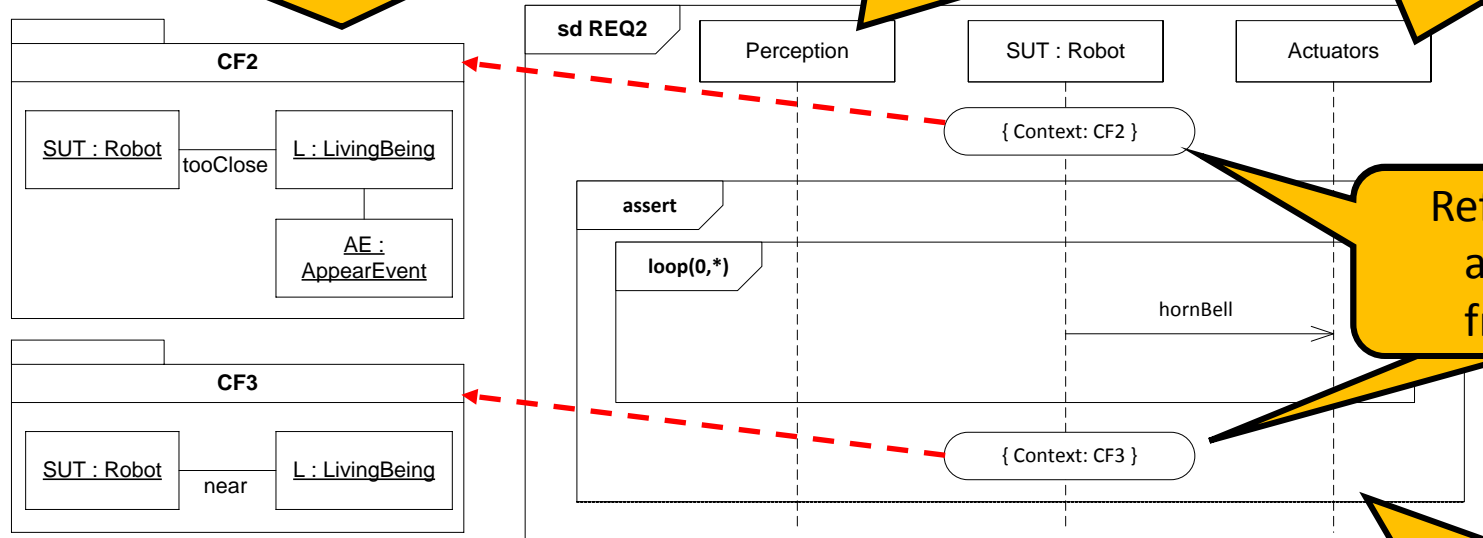 CF2
SUT : Robot
tooClose
L : LivingBeing
AE :
AppearEvent
CF3
SUT : Robot
near
L : LivingBeing
sd REQ2
Perception
SUT : Robot
Actuators
{ Context: CF2 }
assert
loop(0,*)
hornBell
{ Context: CF3 }